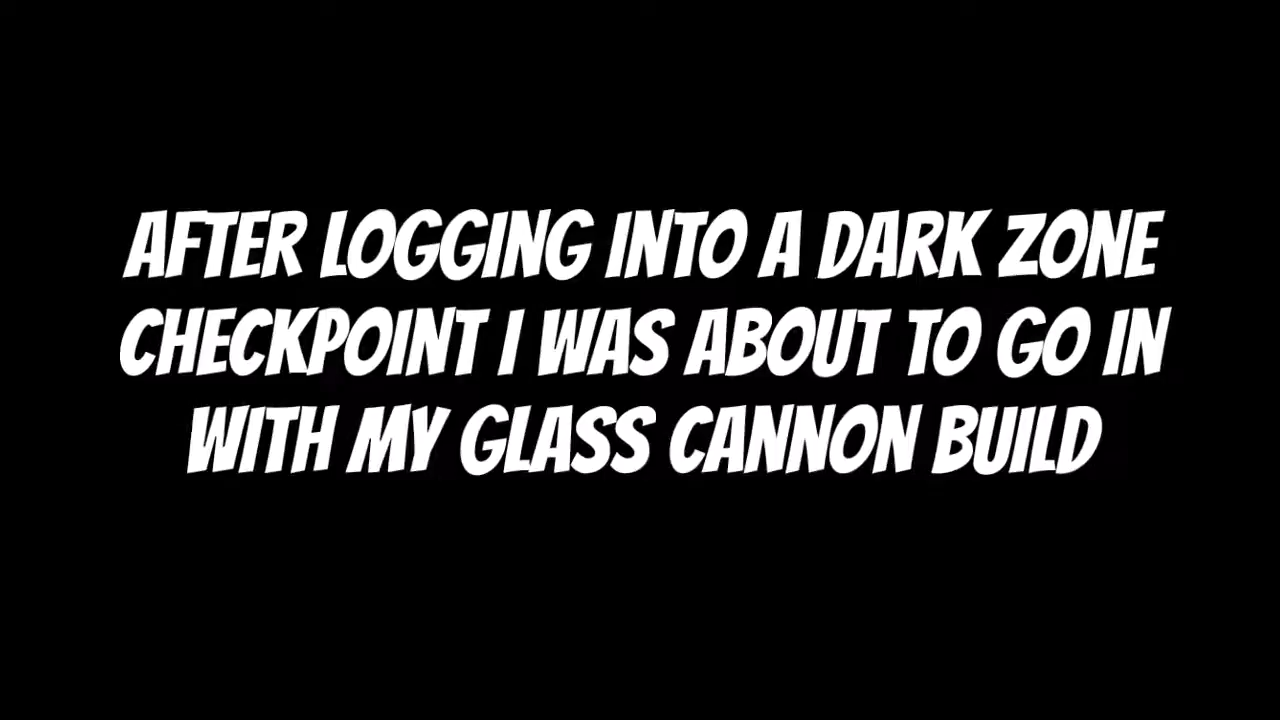 AFTER LOGGING INTO A DARK ZONE
CHECKPOINT I WAS ABOUT TO GO IN
WITH MY GLASS CANNON BUILD